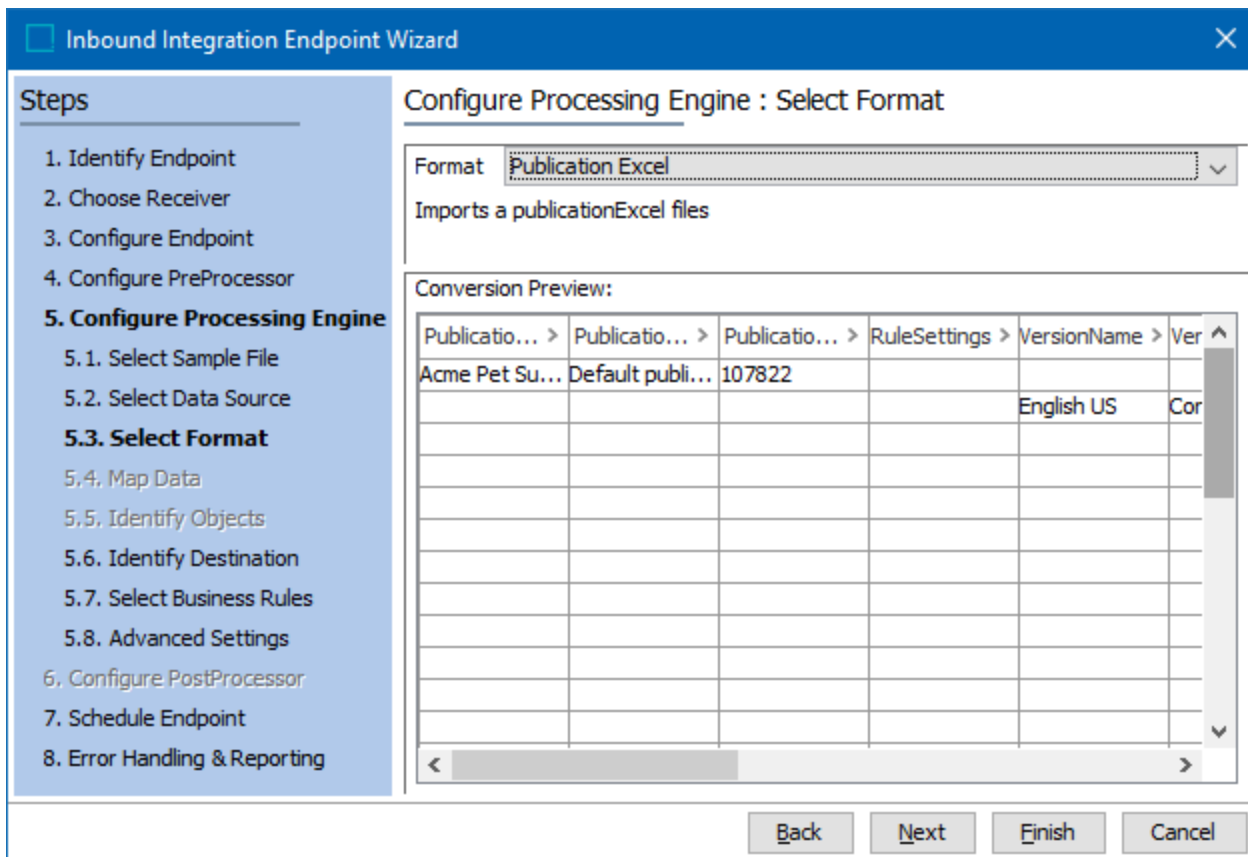 Inbound Integration Endpoint Wizard
Steps
1. Identify Endpoint
2. Choose Receiver
3. Configure Endpoint
4. Configure PreProcessor
5. Configure Processing Engine
5.1. Select Sample File
5.2. Select Data Source
5.3. Select Format
5.4. Map Data
5.5. Identify Objects
5.6. Identify Destination
5.7. Select Business Rules
5.8. Advanced Settings
6. Configure PostProcessor
7. Schedule Endpoint
8. Error Handling & Reporting
Configure Processing Engine : Select Format
Format Publication Excel
Imports a publicationExcel files
Conversion Preview:
Publicatio... > Publicatio... > Publicatio... > RuleSettings > VersionName > Ver
Acme Pet Su... Default publi... 107822
English US Cor
Back Next Finish Cancel